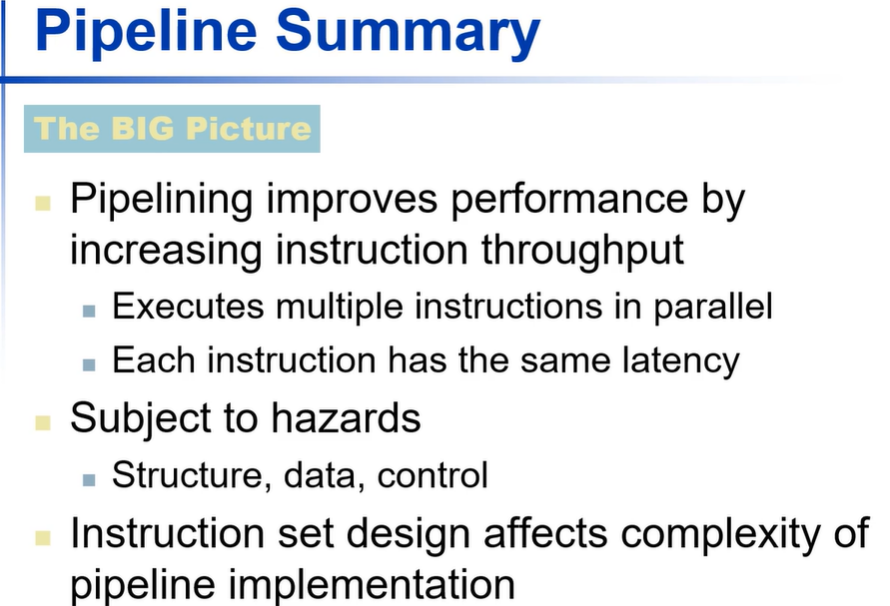 Pipeline Summary
The BIG Picture
Pipelining improves performance by
increasing instruction throughput
Executes multiple instructions in parallel
Each instruction has the same latency
Subject to hazards
Structure, data, control
Instruction set design affects complexity of
pipeline implementation